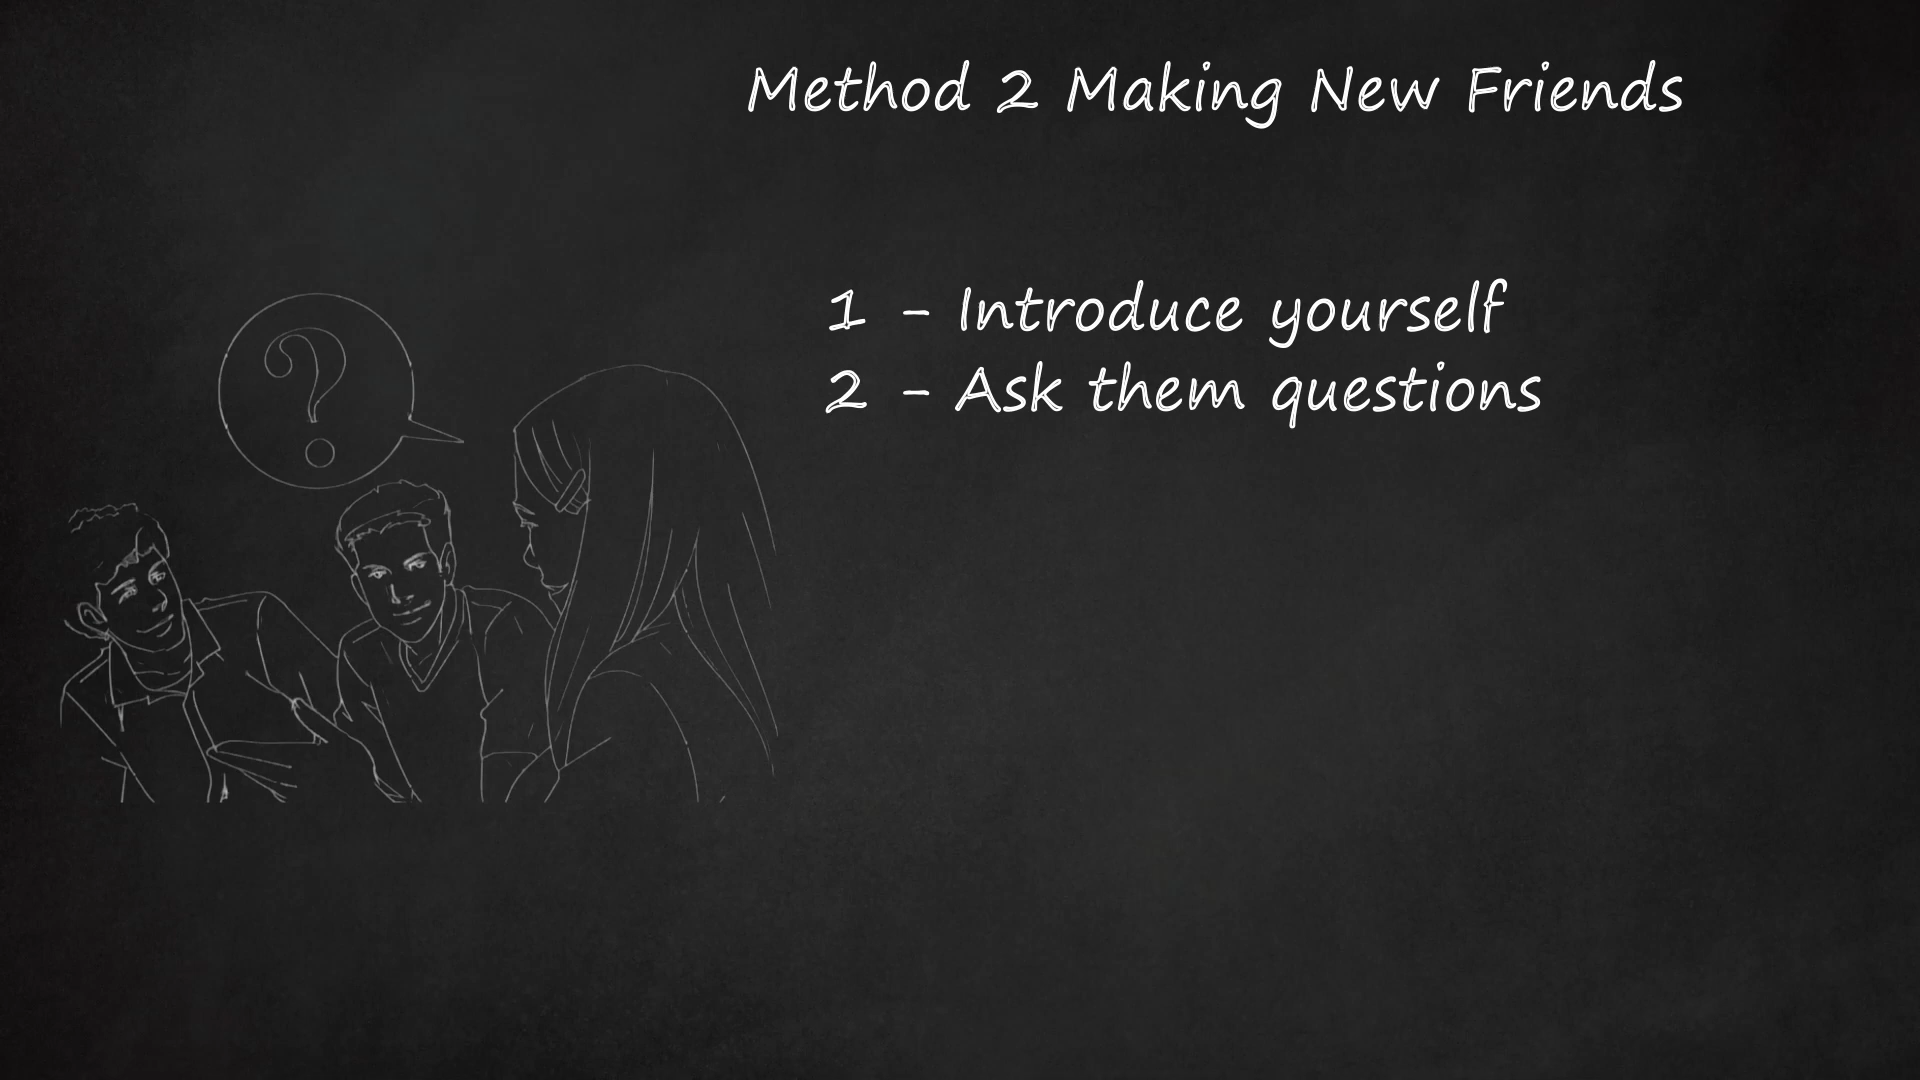 Method 2 Making New Friends
1 - Introduce yourself
2 - Ask them questions
?